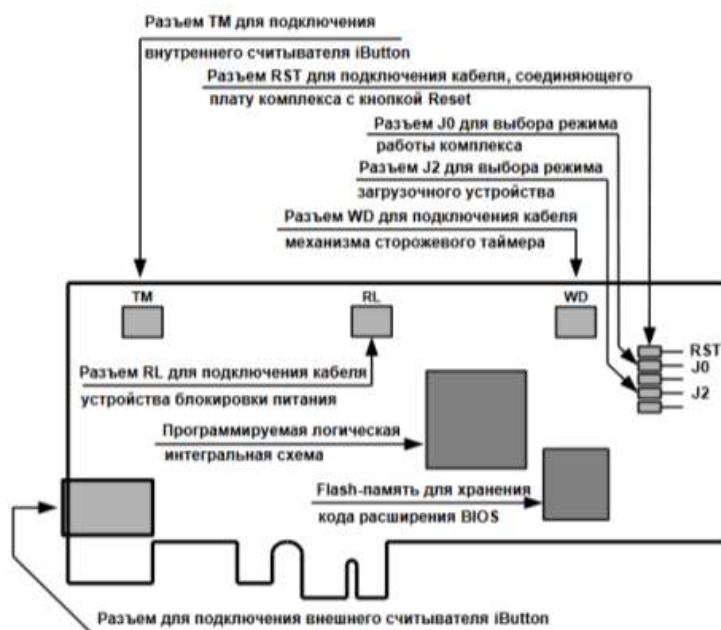 Разъем TM для подключения
внутреннего считывателя iButton
Разъем RST для подключения кабеля, соединяющего
плату комплекса с кнопкой Reset
Разъем J0 для выбора режима
работы комплекса
Разъем J2 для выбора режима
загрузочного устройства
Разъем WD для подключения кабеля
механизма сторожевого таймера
TM
RL
WD
RST
J0
J2
Разъем RL для подключения кабеля
устройства блокировки питания
Программируемая логическая
интегральная схема
Flash-память для хранения
кода расширения BIOS
Разъем для подключения внешнего считывателя iButton